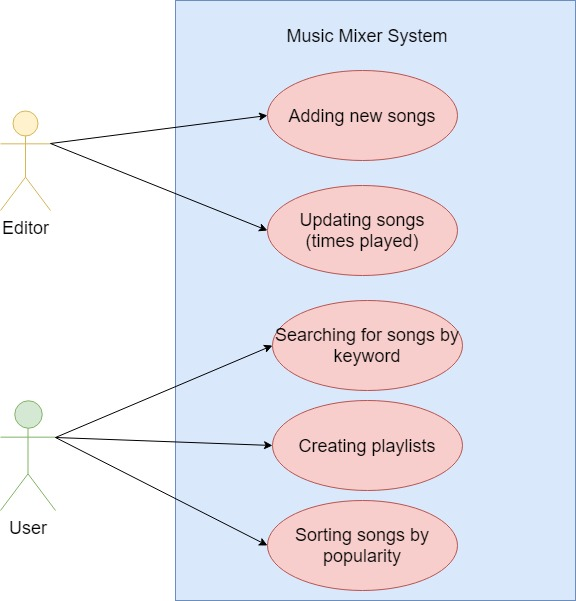 Music Mixer System
Adding new songs
Editor
Updating songs
(times played)
Searching for songs by
keyword
Creating playlists
User
Sorting songs by
popularity